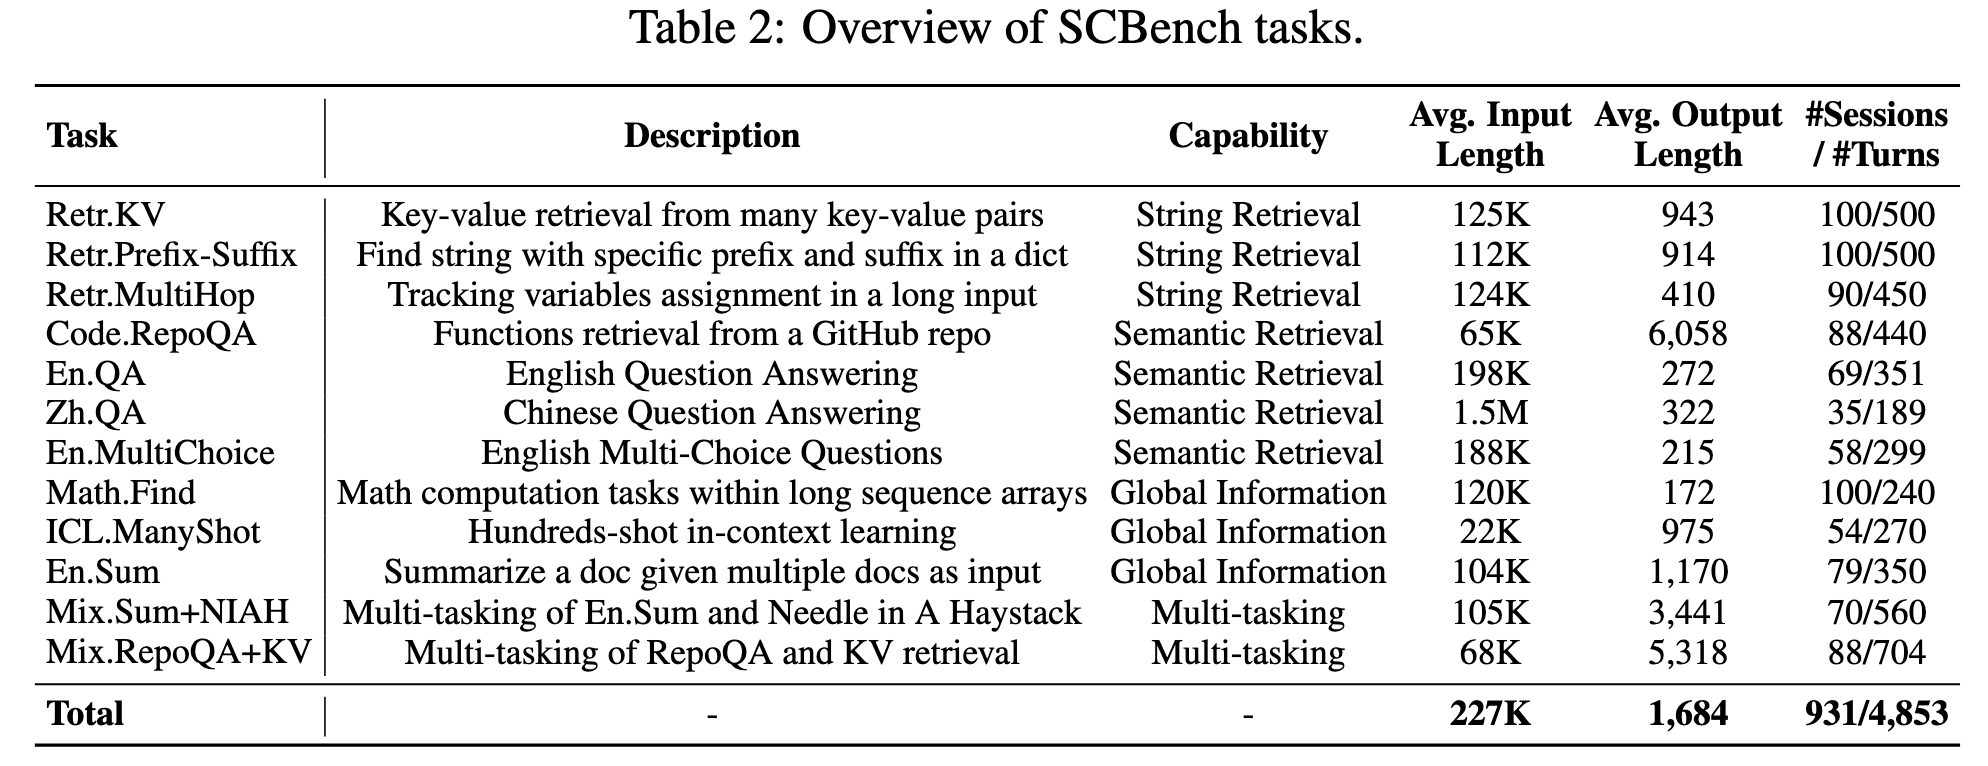 Table 2: Overview of SCBench tasks.
Task Description Capability Avg. Input Length Avg. Output Length #Sessions / #Turns
Retr.KV Key-value retrieval from many key-value pairs String Retrieval 125K 943 100/500
Retr.Prefix-Suffix Find string with specific prefix and suffix in a dict String Retrieval 112K 914 100/500
Retr.MultiHop Tracking variables assignment in a long input String Retrieval 124K 410 90/450
Code.RepoQA Functions retrieval from a GitHub repo Semantic Retrieval 65K 6,058 88/440
En.QA English Question Answering Semantic Retrieval 198K 272 69/351
Zh.QA Chinese Question Answering Semantic Retrieval 1.5M 322 35/189
En.MultiChoice English Multi-Choice Questions Semantic Retrieval 188K 215 58/299
Math.Find Math computation tasks within long sequence arrays Global Information 120K 172 100/240
ICL.ManyShot Hundreds-shot in-context learning Global Information 22K 975 54/270
En.Sum Summarize a doc given multiple docs as input Global Information 104K 1,170 79/350
Mix.Sum+NIAH Multi-tasking of En.Sum and Needle in A Haystack Multi-tasking 105K 3,441 70/560
Mix.RepoQA+KV Multi-tasking of RepoQA and KV retrieval Multi-tasking 68K 5,318 88/704
Total - - 227K 1,684 931/4,853